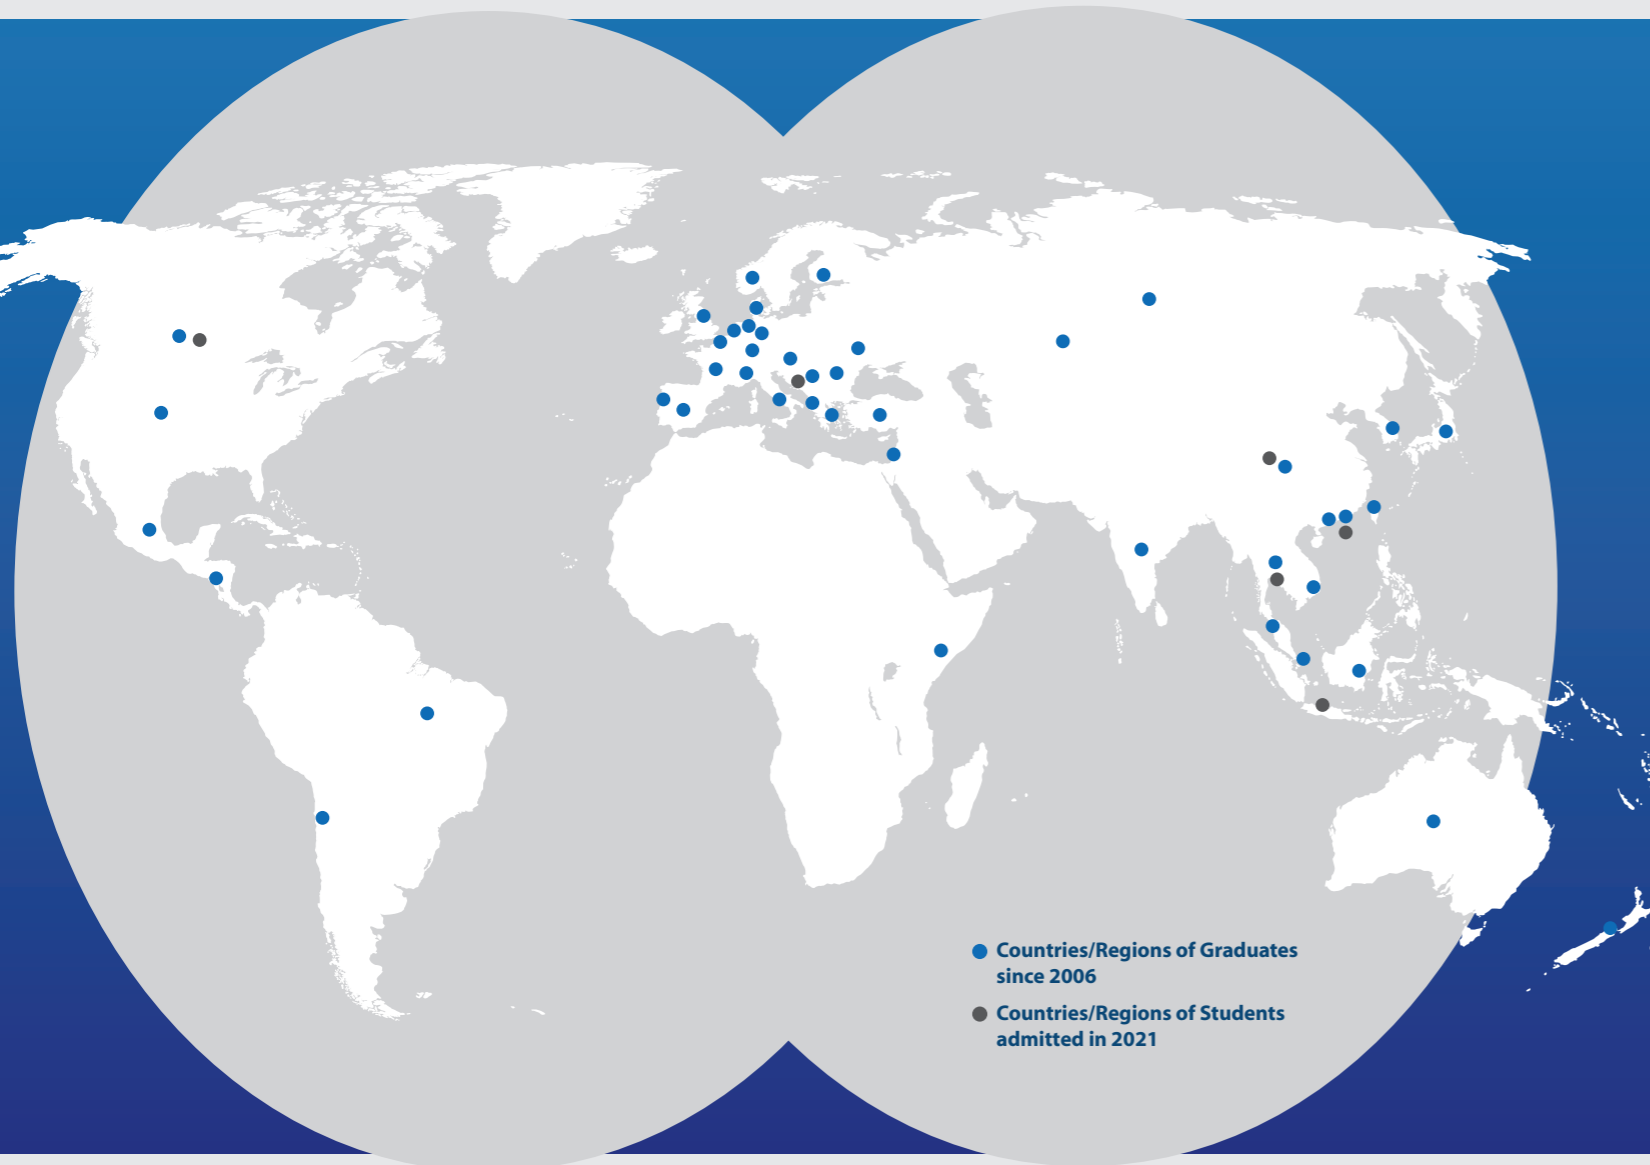 Countries/Regions of Graduates
since 2006
Countries/Regions of Students
admitted in 2021